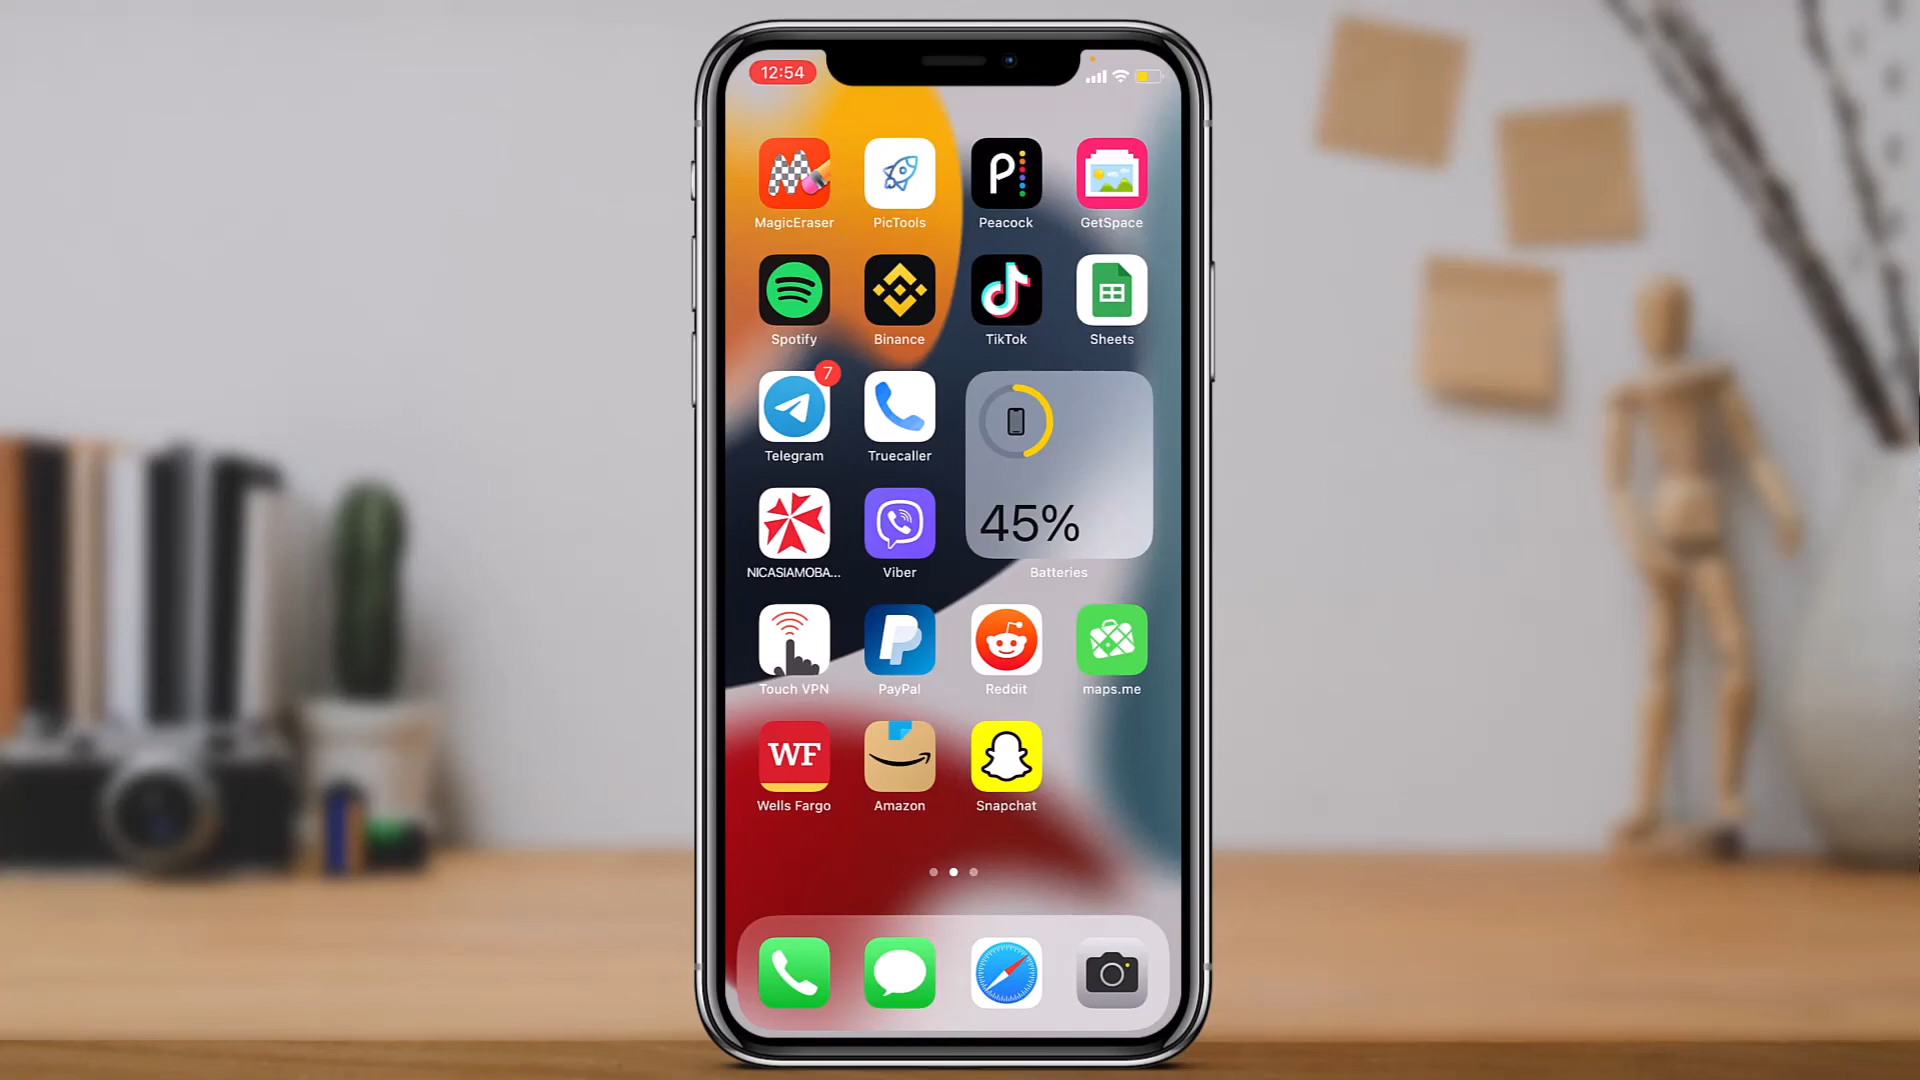 12:54
MagicEraser
PicTools
Peacock
GetSpace
Spotify
Binance
TikTok
Sheets
7
Telegram
Truecaller
45%
NICASIAMOBA...
Viber
Batteries
Touch VPN
PayPal
Reddit
maps.me
WF
Wells Fargo
Amazon
Snapchat